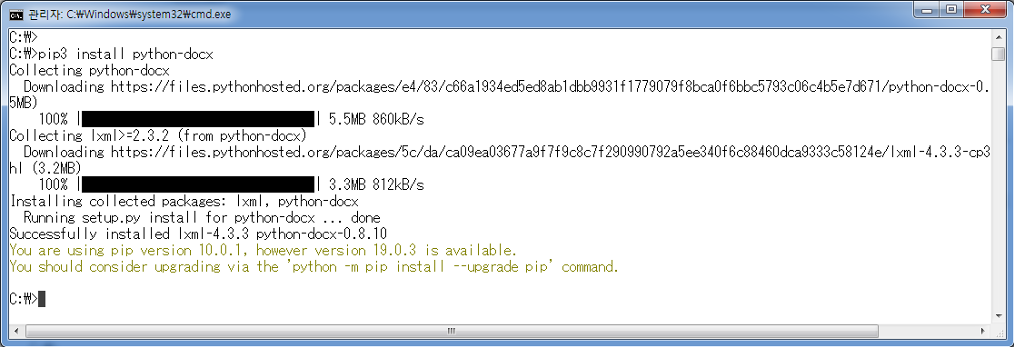 관리자: C:₩Windows₩system32₩cmd.exe
C:₩>
C:₩>pip3 install python-docx
Collecting python-docx
  Downloading https://files.pythonhosted.org/packages/e4/83/c66a1934ed5ed8ab1dbb9931f1779079f8bca0f6bbc5793c06c4b5e7d671/python-docx-0.
5MB)
    100% |████████████████████████████████| 5.5MB 860kB/s
Collecting lxml>=2.3.2 (from python-docx)
  Downloading https://files.pythonhosted.org/packages/5c/da/ca09ea03677a9f7f9c8c7f290990792a5ee340f6c88460dca9333c58124e/lxml-4.3.3-cp3
hl (3.2MB)
    100% |████████████████████████████████| 3.3MB 812kB/s
Installing collected packages: lxml, python-docx
  Running setup.py install for python-docx ... done
Successfully installed lxml-4.3.3 python-docx-0.8.10
You are using pip version 10.0.1, however version 19.0.3 is available.
You should consider upgrading via the 'python -m pip install --upgrade pip' command.
C:₩>